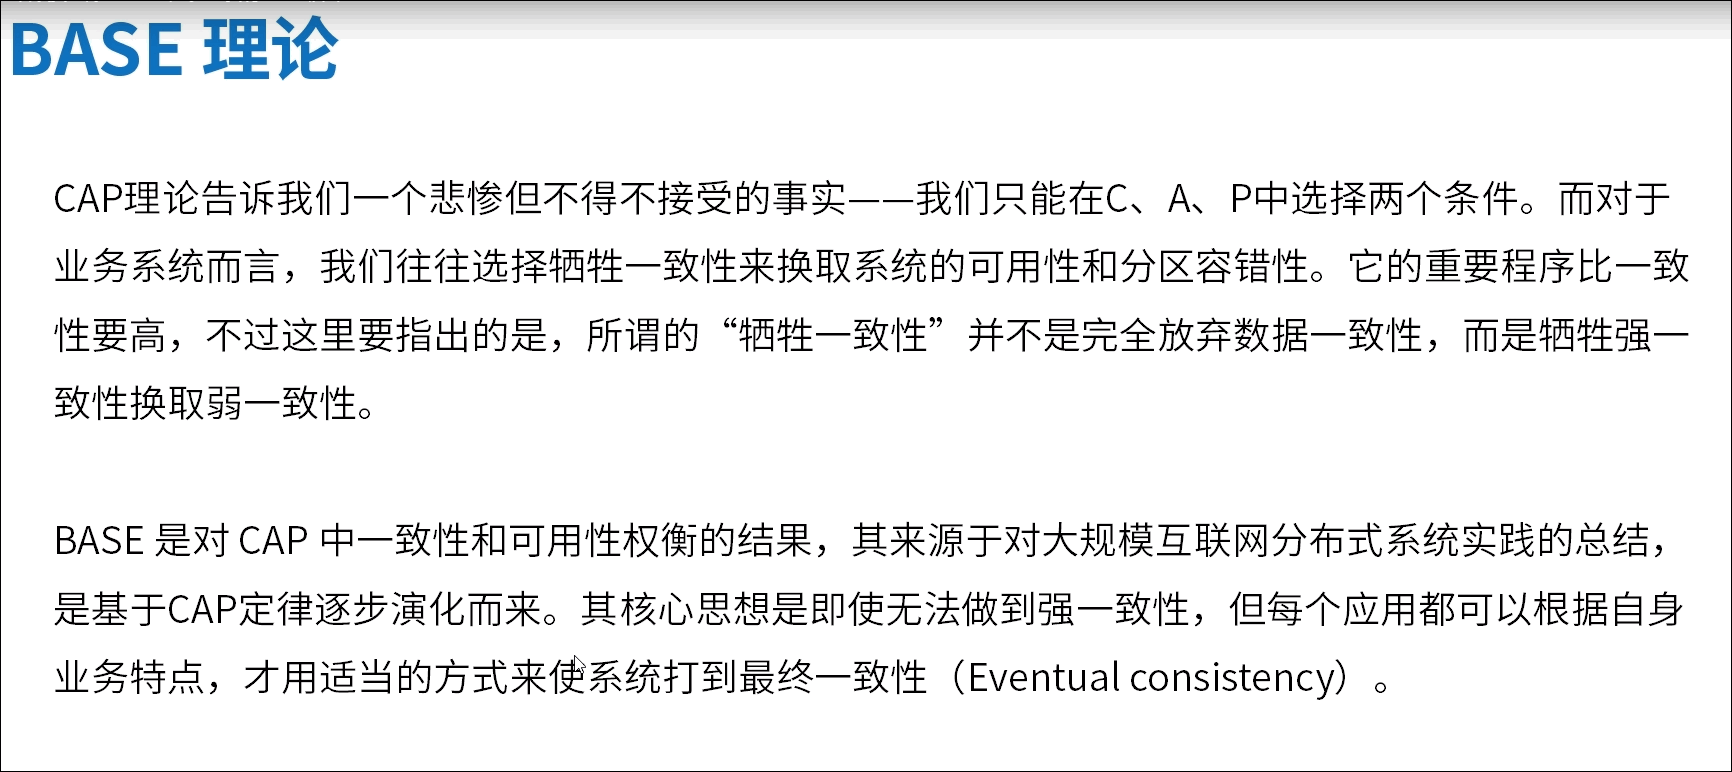 BASE 理论
CAP理论告诉我们一个悲惨但不得不接受的事实——我们只能在C、A、P中选择两个条件。而对于
业务系统而言，我们往往选择牺牲一致性来换取系统的可用性和分区容错性。它的重要程序比一致
性要高，不过这里要指出的是，所谓的“牺牲一致性”并不是完全放弃数据一致性，而是牺牲强一
致性换取弱一致性。
BASE 是对 CAP 中一致性和可用性权衡的结果，其来源于对大规模互联网分布式系统实践的总结，
是基于CAP定律逐步演化而来。其核心思想是即使无法做到强一致性，但每个应用都可以根据自身
业务特点，才用适当的方式来使系统打到最终一致性（Eventual consistency）。